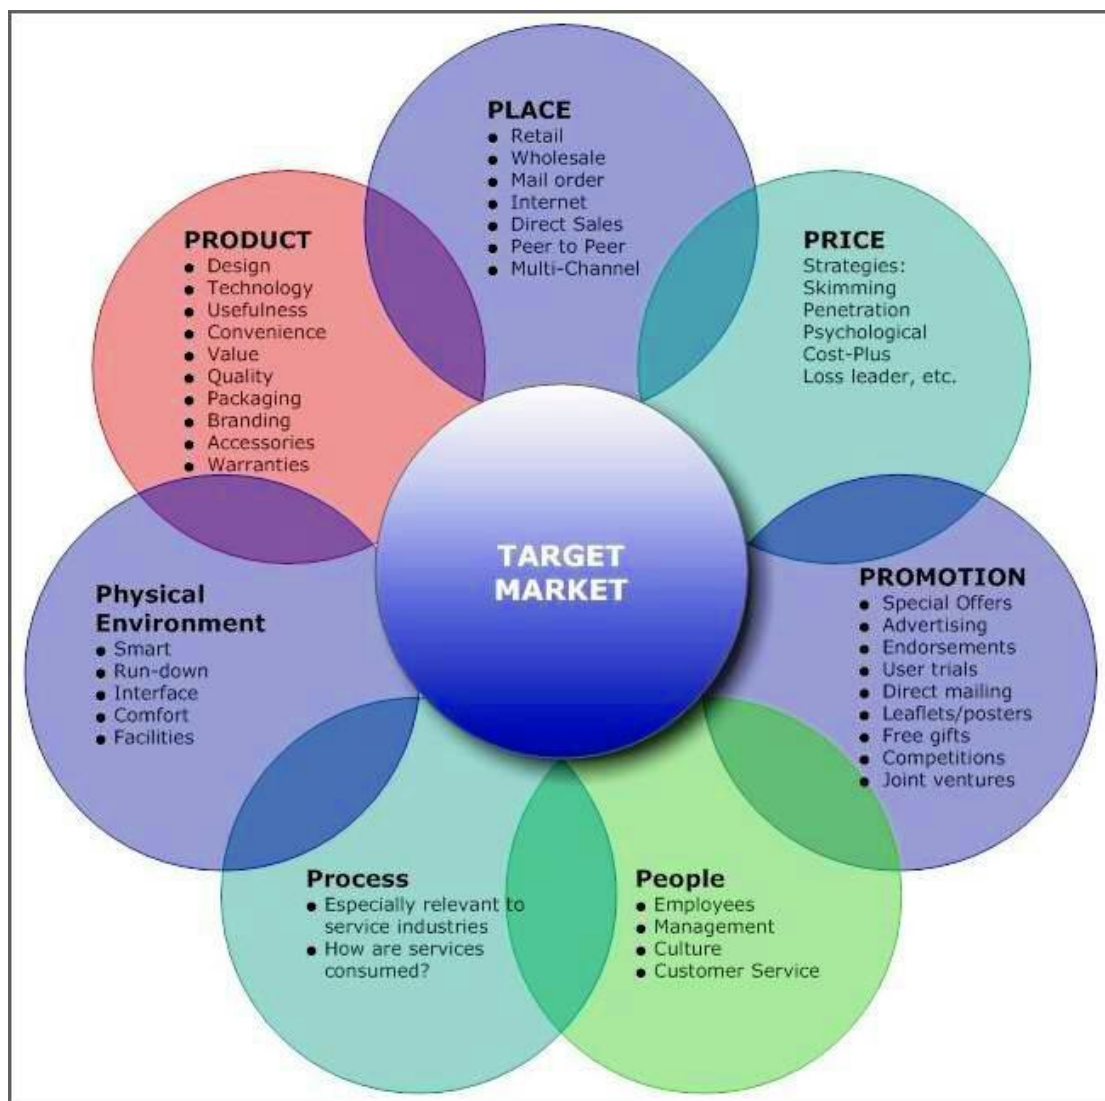 PLACE
● Retail
● Wholesale
● Mail order
● Internet
● Direct Sales
● Peer to Peer
● Multi-Channel
PRODUCT
● Design
● Technology
● Usefulness
● Convenience
● Value
● Quality
● Packaging
● Branding
● Accessories
● Warranties
PRICE
Strategies:
Skimming
Penetration
Psychological
Cost-Plus
Loss leader, etc.
TARGET
MARKET
Physical
Environment
● Smart
● Run-down
● Interface
● Comfort
● Facilities
PROMOTION
● Special Offers
● Advertising
● Endorsements
● User trials
● Direct mailing
● Leaflets/posters
● Free gifts
● Competitions
● Joint ventures
Process
● Especially relevant to
service industries
● How are services
consumed?
People
● Employees
● Management
● Culture
● Customer Service